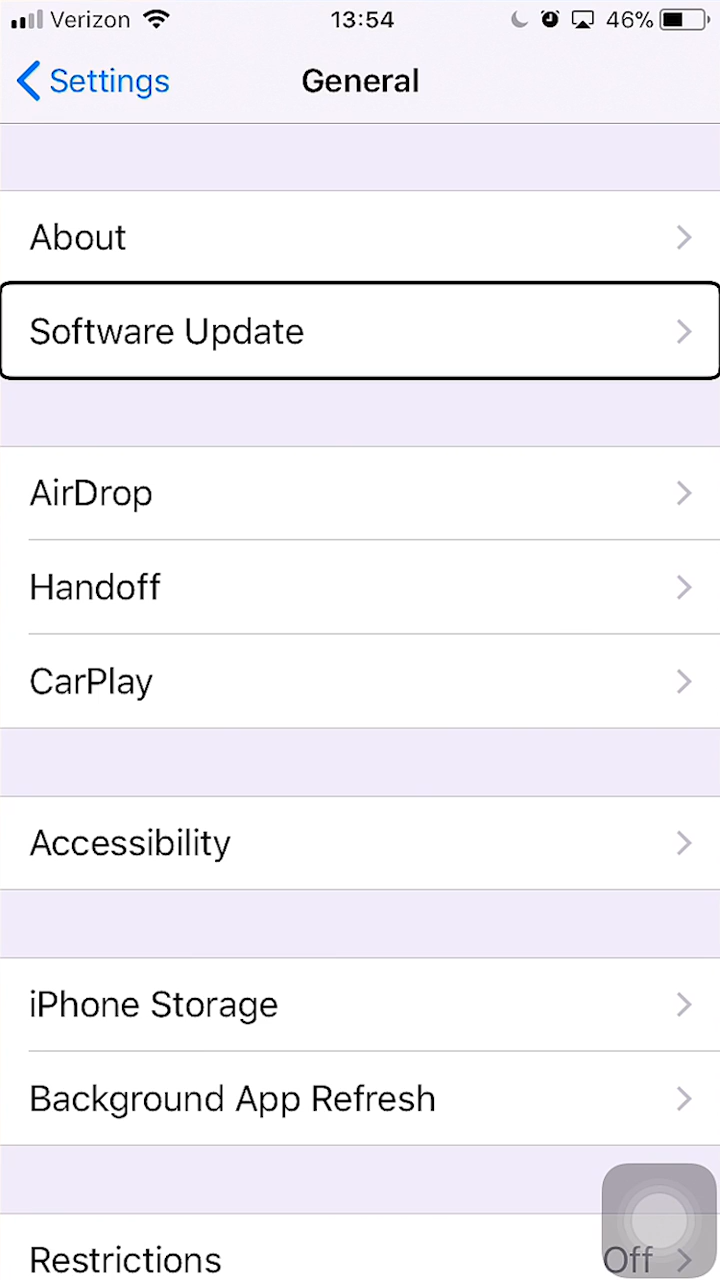 Verizon 13:54 46%
Settings General
About
Software Update
AirDrop
Handoff
CarPlay
Accessibility
iPhone Storage
Background App Refresh
Restrictions Off